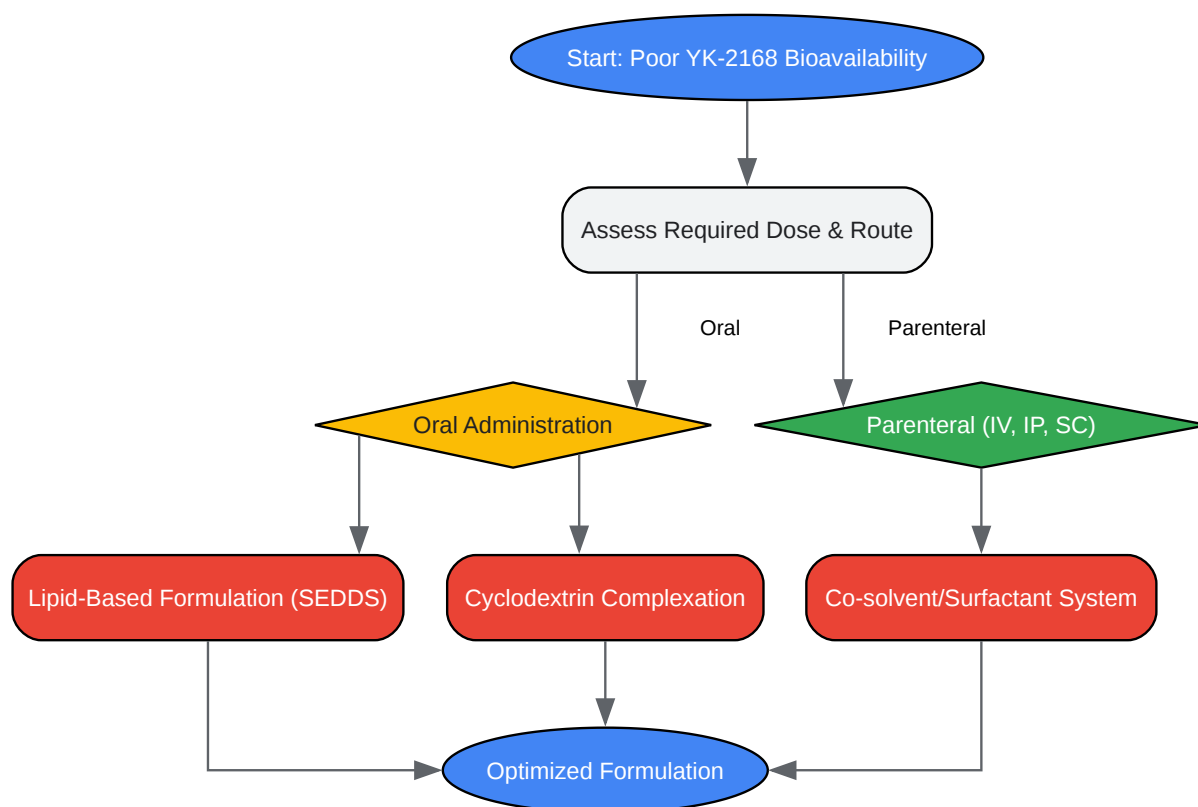 Start: Poor YK-2168 Bioavailability
Assess Required Dose & Route
Oral
Parenteral
Oral Administration
Parenteral (IV, IP, SC)
Lipid-Based Formulation (SEDDS)
Cyclodextrin Complexation
Co-solvent/Surfactant System
Optimized Formulation